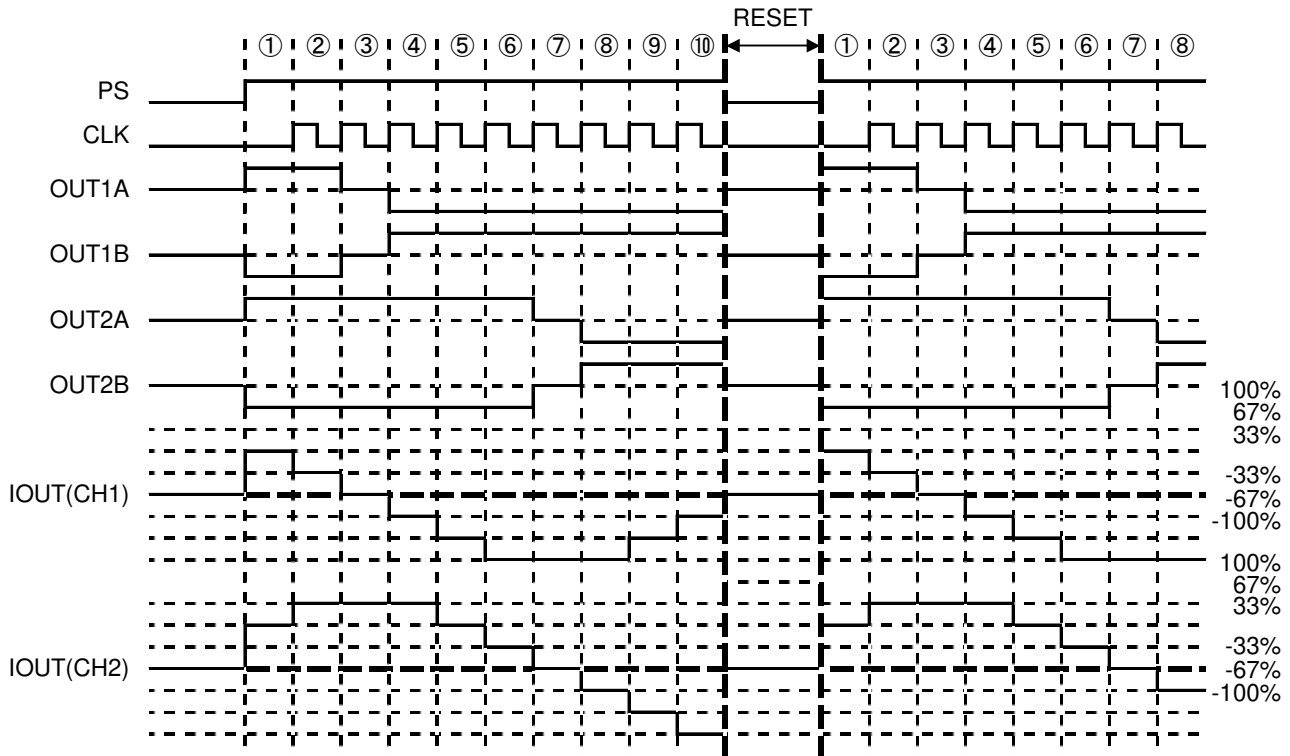 RESET
① ② ③ ④ ⑤ ⑥ ⑦ ⑧ ⑨ ⑩ ① ② ③ ④ ⑤ ⑥ ⑦ ⑧
PS
CLK
OUT1A
OUT1B
OUT2A
OUT2B
100%
67%
33%
IOUT(CH1)
-33%
-67%
-100%
100%
67%
33%
IOUT(CH2)
-33%
-67%
-100%